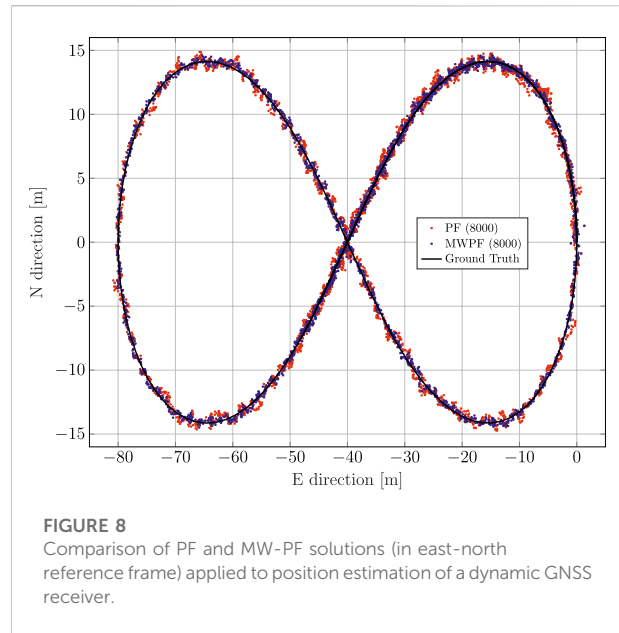 15
10
5
0
−5
−10
−15
N direction [m]
PF (8000)
MWPF (8000)
Ground Truth
−80 −70 −60 −50 −40 −30 −20 −10 0
E direction [m]
FIGURE 8
Comparison of PF and MW-PF solutions (in east-north
reference frame) applied to position estimation of a dynamic GNSS
receiver.